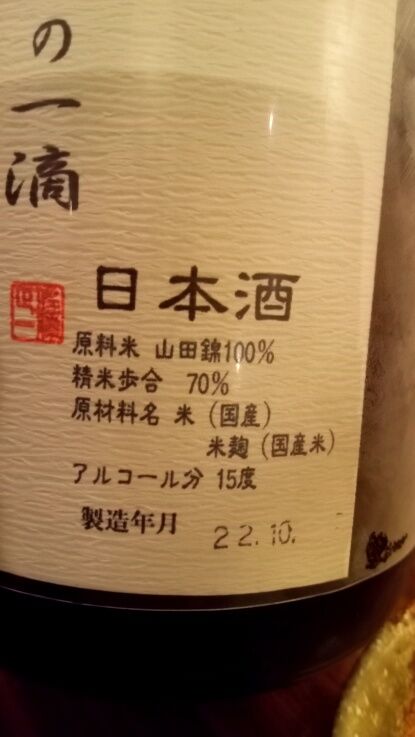 の一滴
日本酒
原料米 山田錦100%
精米歩合 70%
原材料名 米（国産）
米麹（国産米）
アルコール分 15度
製造年月 22.10.